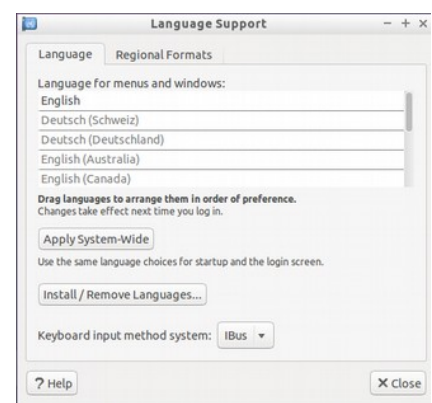 Language Support
Language Regional Formats
Language for menus and windows:
English
Deutsch (Schweiz)
Deutsch (Deutschland)
English (Australia)
English (Canada)
Drag languages to arrange them in order of preference.
Changes take effect next time you log in.
Apply System-Wide
Use the same language choices for startup and the login screen.
Install / Remove Languages...
Keyboard input method system: IBus
? Help
Close